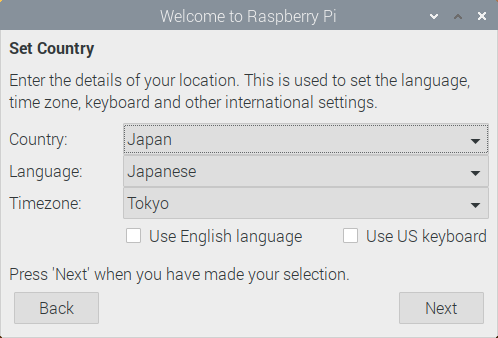 Welcome to Raspberry Pi
Set Country
Enter the details of your location. This is used to set the language,
time zone, keyboard and other international settings.
Country: Japan
Language: Japanese
Timezone: Tokyo
Use English language Use US keyboard
Press 'Next' when you have made your selection.
Back Next